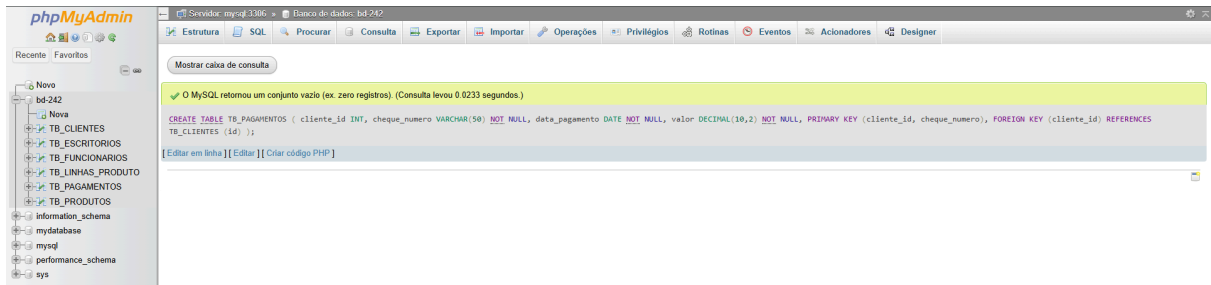 phpMyAdmin
Recente Favoritos
Novo
bd-242
Nova
TB_CLIENTES
TB_ESCRITORIOS
TB_FUNCIONARIOS
TB_LINHAS_PRODUTO
TB_PAGAMENTOS
TB_PRODUTOS
information_schema
mydatabase
mysql
performance_schema
sys
Servidor: mysql:3306 » Banco de dados: bd-242
Estrutura SQL Procurar Consulta Exportar Importar Operações Privilégios Rotinas Eventos Acionadores Designer
Mostrar caixa de consulta
O MySQL retornou um conjunto vazio (ex. zero registros). (Consulta levou 0.0233 segundos.)
CREATE TABLE TB_PAGAMENTOS ( cliente_id INT, cheque_numero VARCHAR(50) NOT NULL, data_pagamento DATE NOT NULL, valor DECIMAL(10,2) NOT NULL, PRIMARY KEY (cliente_id, cheque_numero), FOREIGN KEY (cliente_id) REFERENCES
TB_CLIENTES (id) );
[ Editar em linha ] [ Editar ] [ Criar código PHP ]